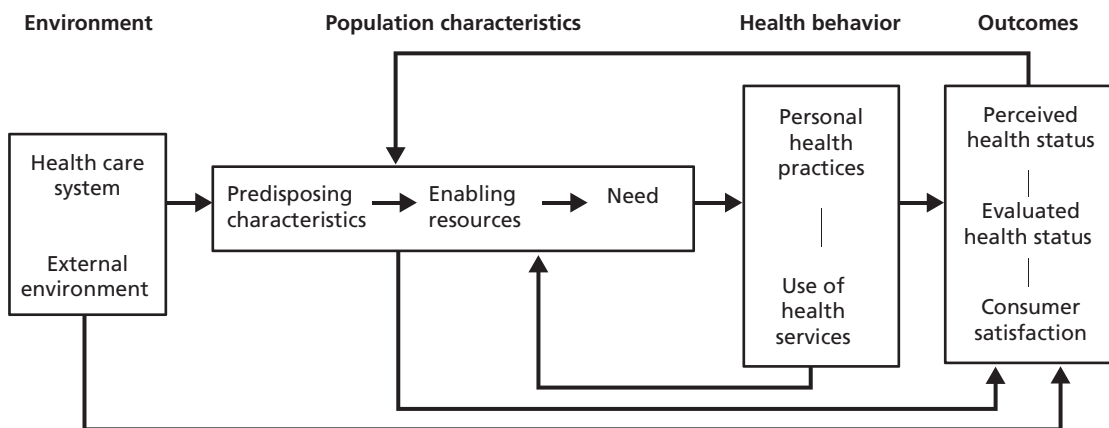 Environment
Population characteristics
Health behavior
Outcomes
Health care
system
External
environment
Predisposing
characteristics
Enabling
resources
Need
Personal
health
practices
Use of
health
services
Perceived
health status
Evaluated
health status
Consumer
satisfaction